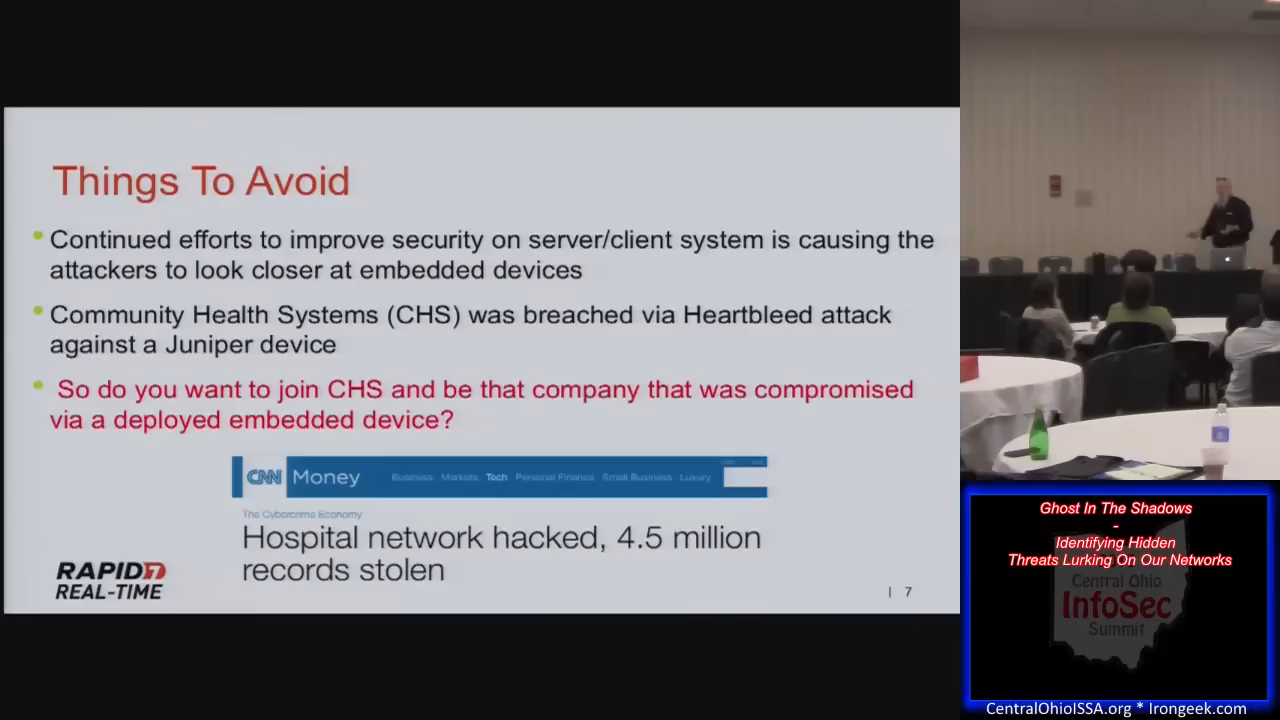 Things To Avoid
Continued efforts to improve security on server/client system is causing the
attackers to look closer at embedded devices
Community Health Systems (CHS) was breached via Heartbleed attack
against a Juniper device
So do you want to join CHS and be that company that was compromised
via a deployed embedded device?
CNN Money Business Markets Tech Personal Finance Small Business Luxury
The Cybercrime Economy
Hospital network hacked, 4.5 million
records stolen
RAPID7
REAL-TIME
| 7
Ghost In The Shadows
-
Identifying Hidden
Threats Lurking On Our Networks
Central Ohio
InfoSec
Summit
CentralOhioISSA.org * Irongeek.com